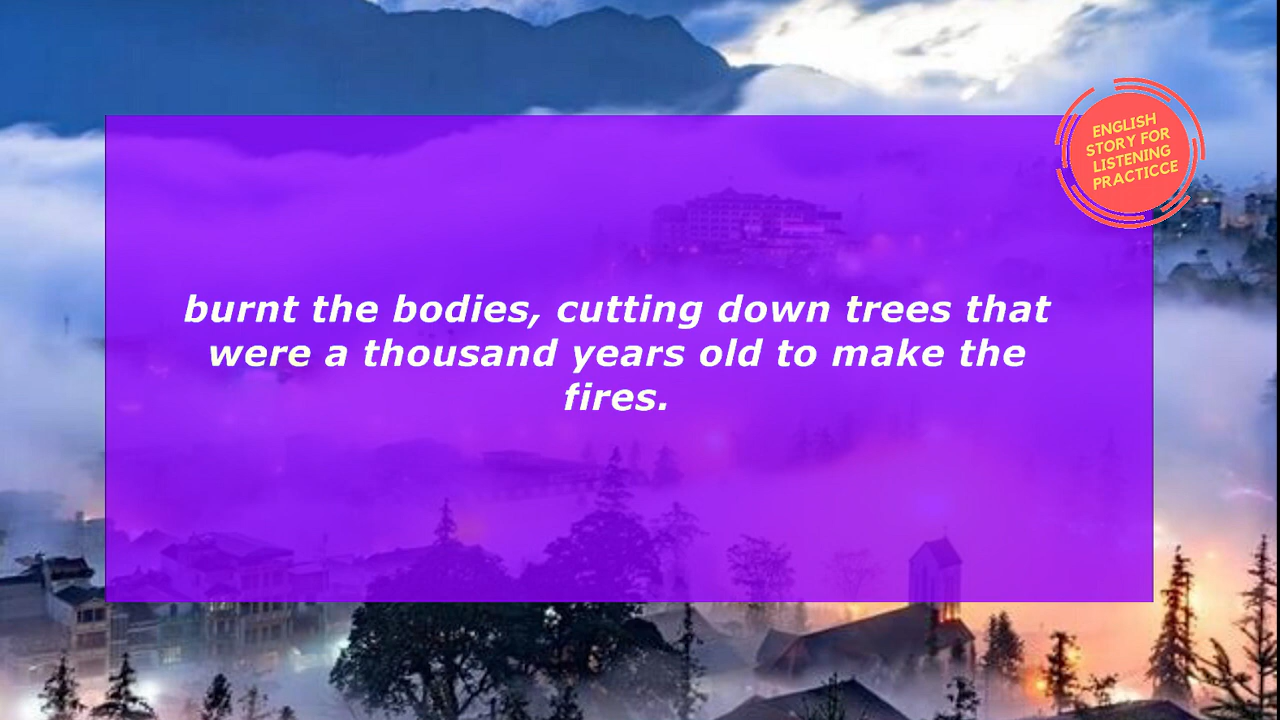 ENGLISH
STORY FOR
LISTENING
PRACTICCE
burnt the bodies, cutting down trees that
were a thousand years old to make the
fires.